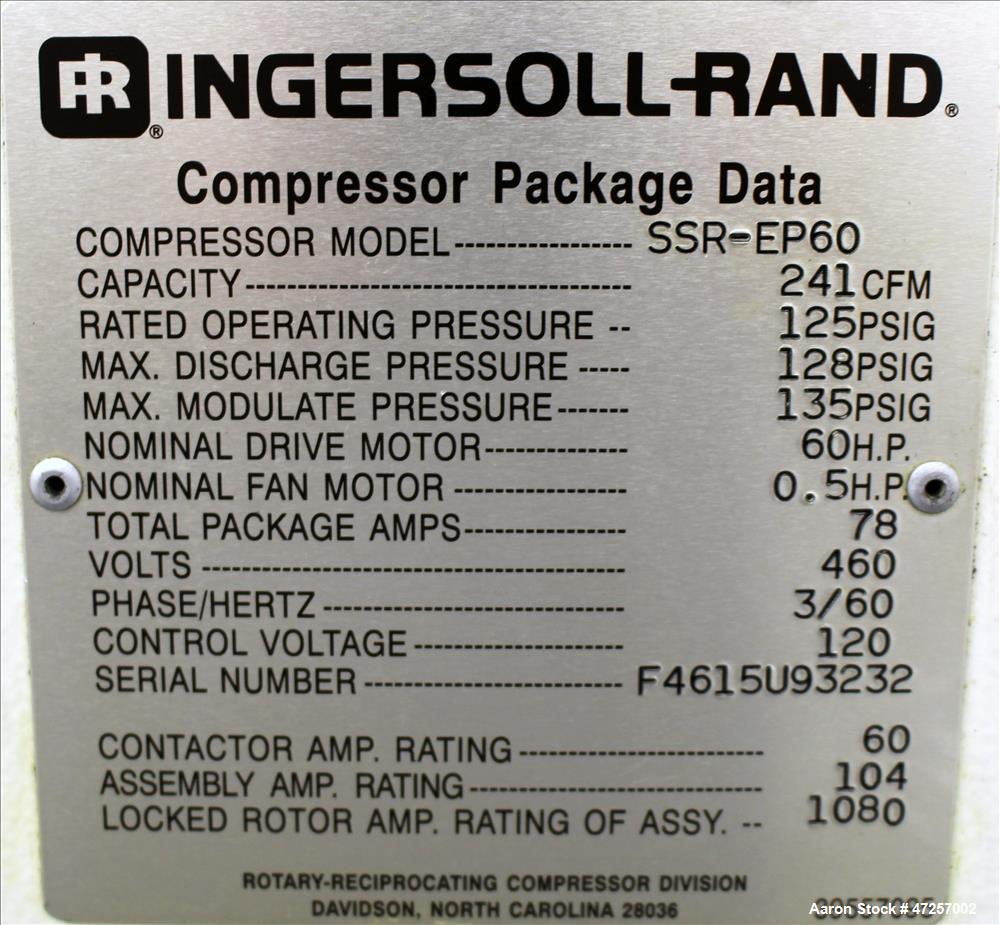 IR® INGERSOLL-RAND®
Compressor Package Data
COMPRESSOR MODEL----------------- SSR-EP60
CAPACITY------------------------------------- 241 CFM
RATED OPERATING PRESSURE -- 125 PSIG
MAX. DISCHARGE PRESSURE ----- 128 PSIG
MAX. MODULATE PRESSURE------- 135 PSIG
NOMINAL DRIVE MOTOR-------------- 60 H.P.
NOMINAL FAN MOTOR ----------------- 0.5 H.P.
TOTAL PACKAGE AMPS---------------- 78
VOLTS ----------------------------------------- 460
PHASE/HERTZ ----------------------------- 3/60
CONTROL VOLTAGE -------------------- 120
SERIAL NUMBER ------------------------- F4615U93232
CONTACTOR AMP. RATING ------------------------ 60
ASSEMBLY AMP. RATING ----------------------------- 104
LOCKED ROTOR AMP. RATING OF ASSY. -- 1080
ROTARY-RECIPROCATING COMPRESSOR DIVISION
DAVIDSON, NORTH CAROLINA 28036
Aaron Stock # 47257002